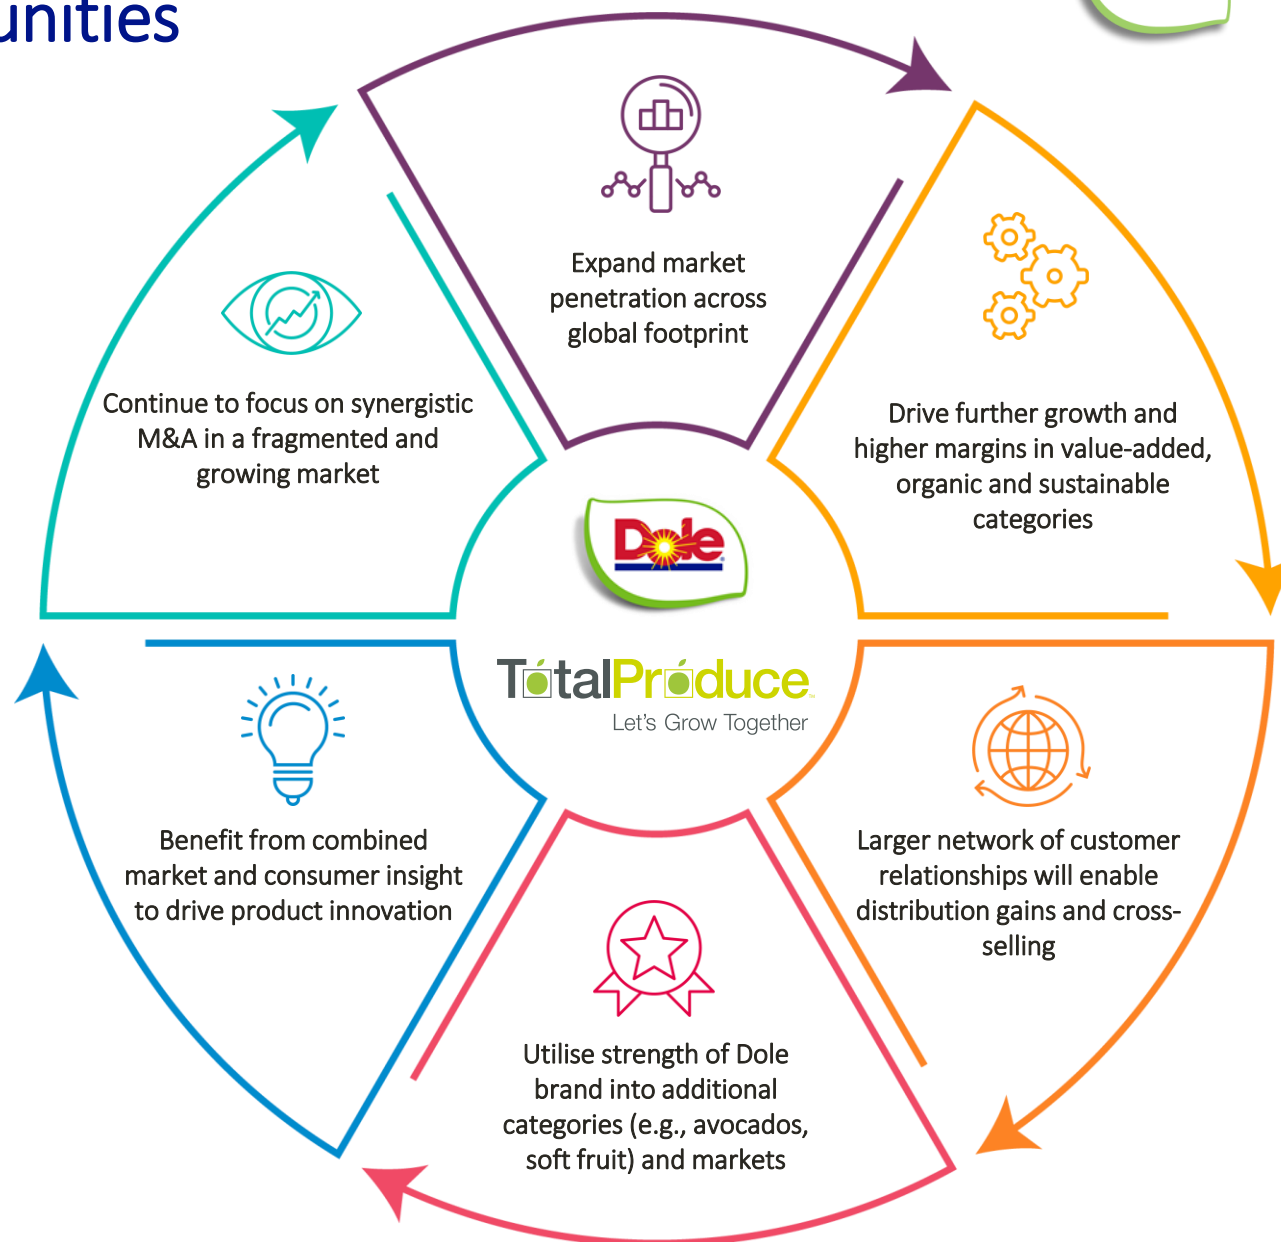 Expand market
penetration across
global footprint
Drive further growth and
higher margins in value-added,
organic and sustainable
categories
Larger network of customer
relationships will enable
distribution gains and cross-
selling
Utilise strength of Dole
brand into additional
categories (e.g., avocados,
soft fruit) and markets
Benefit from combined
market and consumer insight
to drive product innovation
Continue to focus on synergistic
M&A in a fragmented and
growing market
Dole
TotalProduce
Let's Grow Together